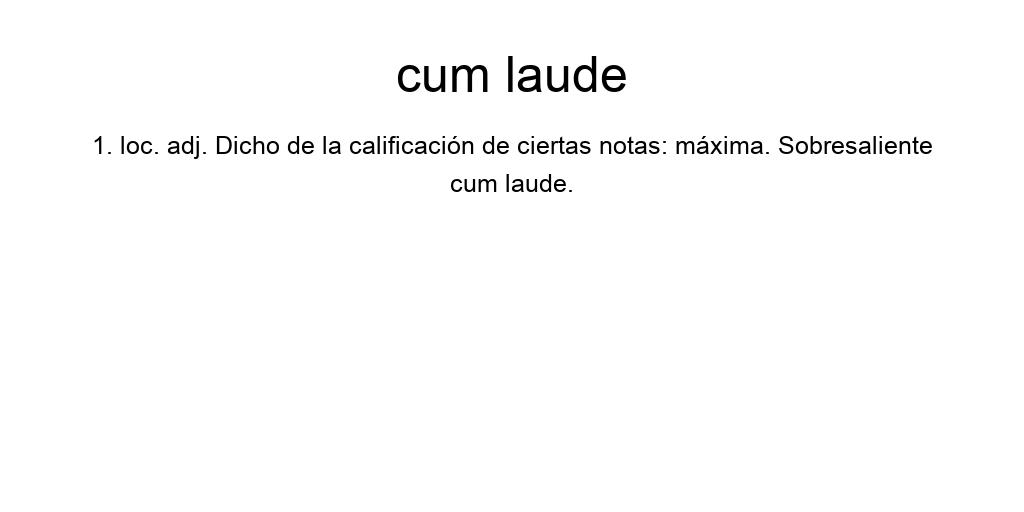 cum laude
1. loc. adj. Dicho de la calificación de ciertas notas: máxima. Sobresaliente
cum laude.